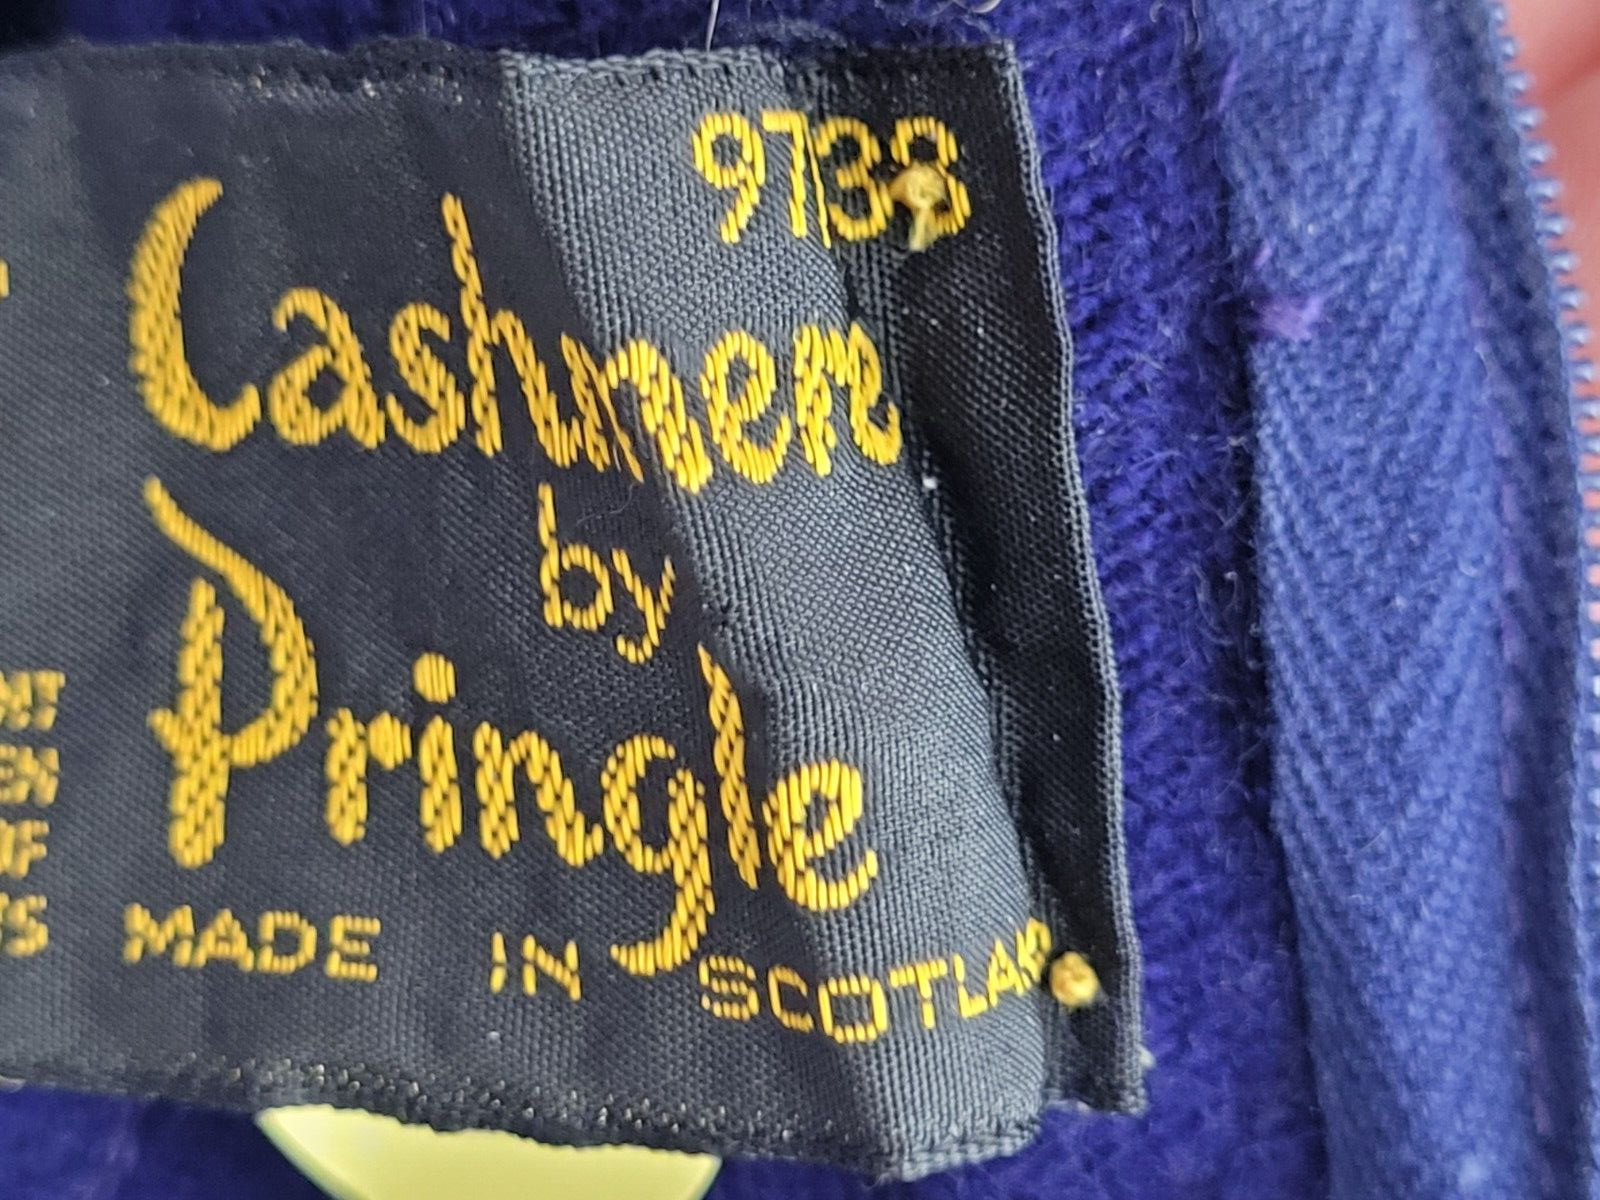 9738
Cashmere
by
Pringle
MADE IN SCOTLAND